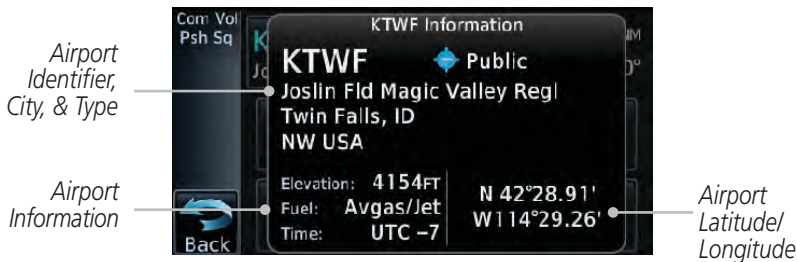 Com Vol
Psh Sq
KTWF Information
KTWF Public
Joslin Fld Magic Valley Regl
Twin Falls, ID
NW USA
Elevation: 4154FT
Fuel: Avgas/Jet
Time: UTC -7
N 42°28.91'
W114°29.26'
Back
Airport
Identifier,
City, & Type
Airport
Information
Airport
Latitude/
Longitude